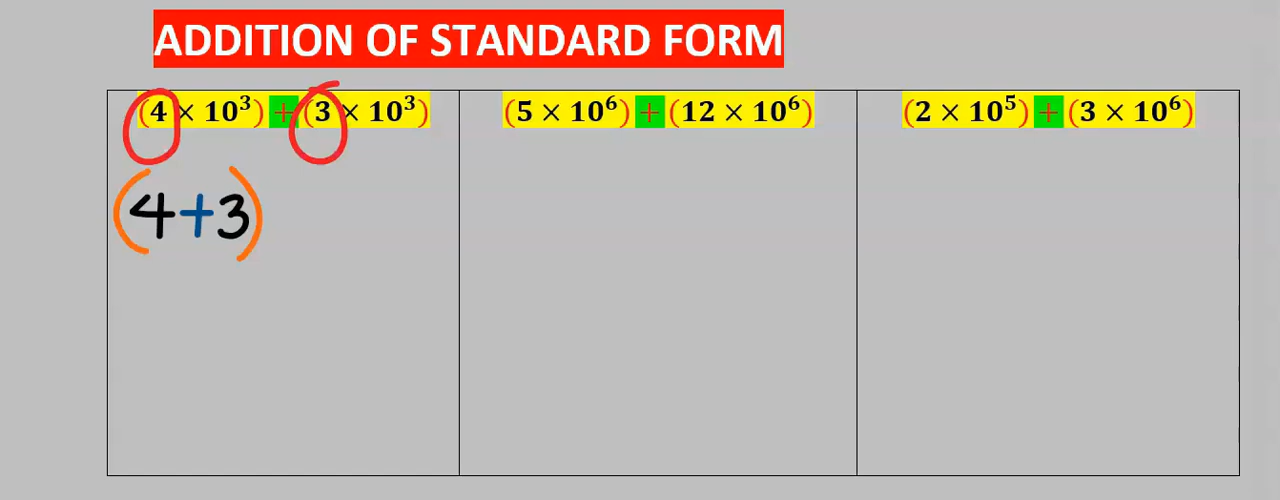 ADDITION OF STANDARD FORM
(4 × 10³) + (3 × 10³)
(4+3)
(5 × 10⁶) + (12 × 10⁶)
(2 × 10⁵) + (3 × 10⁶)